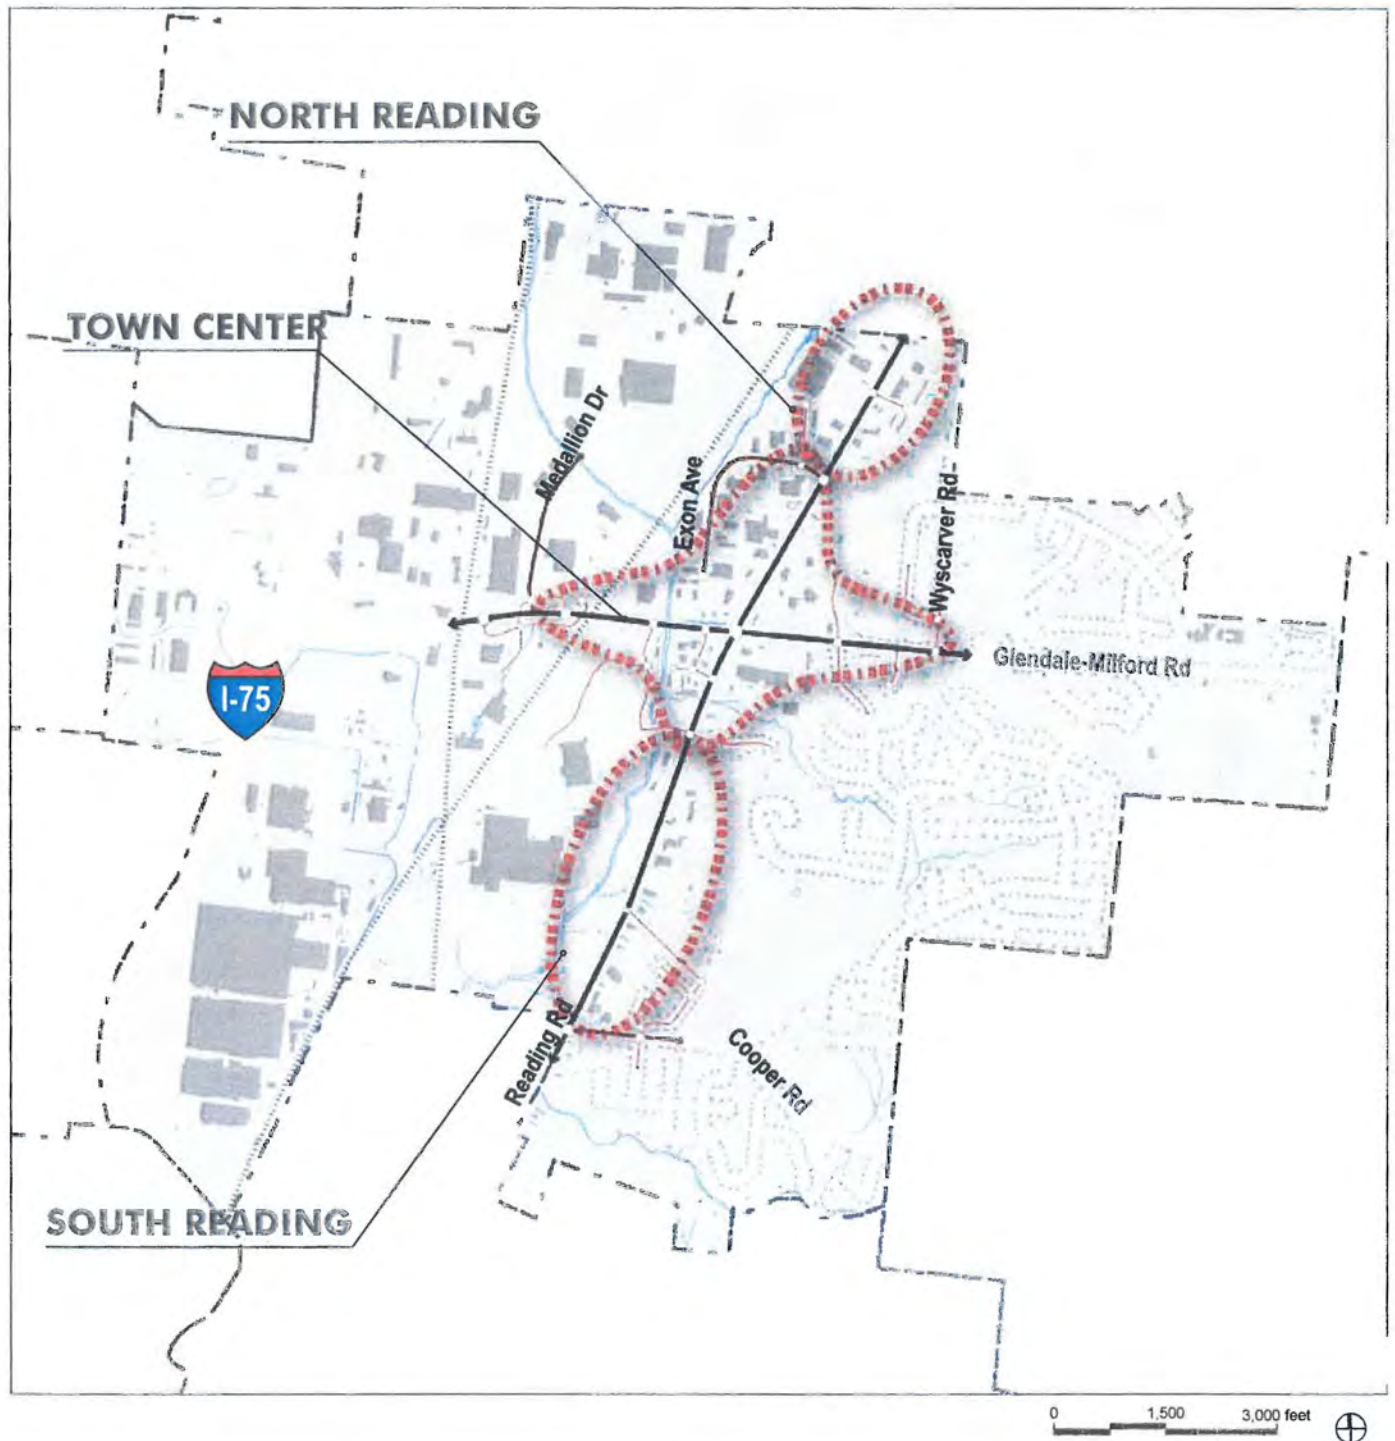 NORTH READING
TOWN CENTER
Medallion Dr
Exon Ave
Wyscarver Rd
Glendale-Milford Rd
I-75
Reading Rd
Cooper Rd
SOUTH READING
0 1,500 3,000 feet